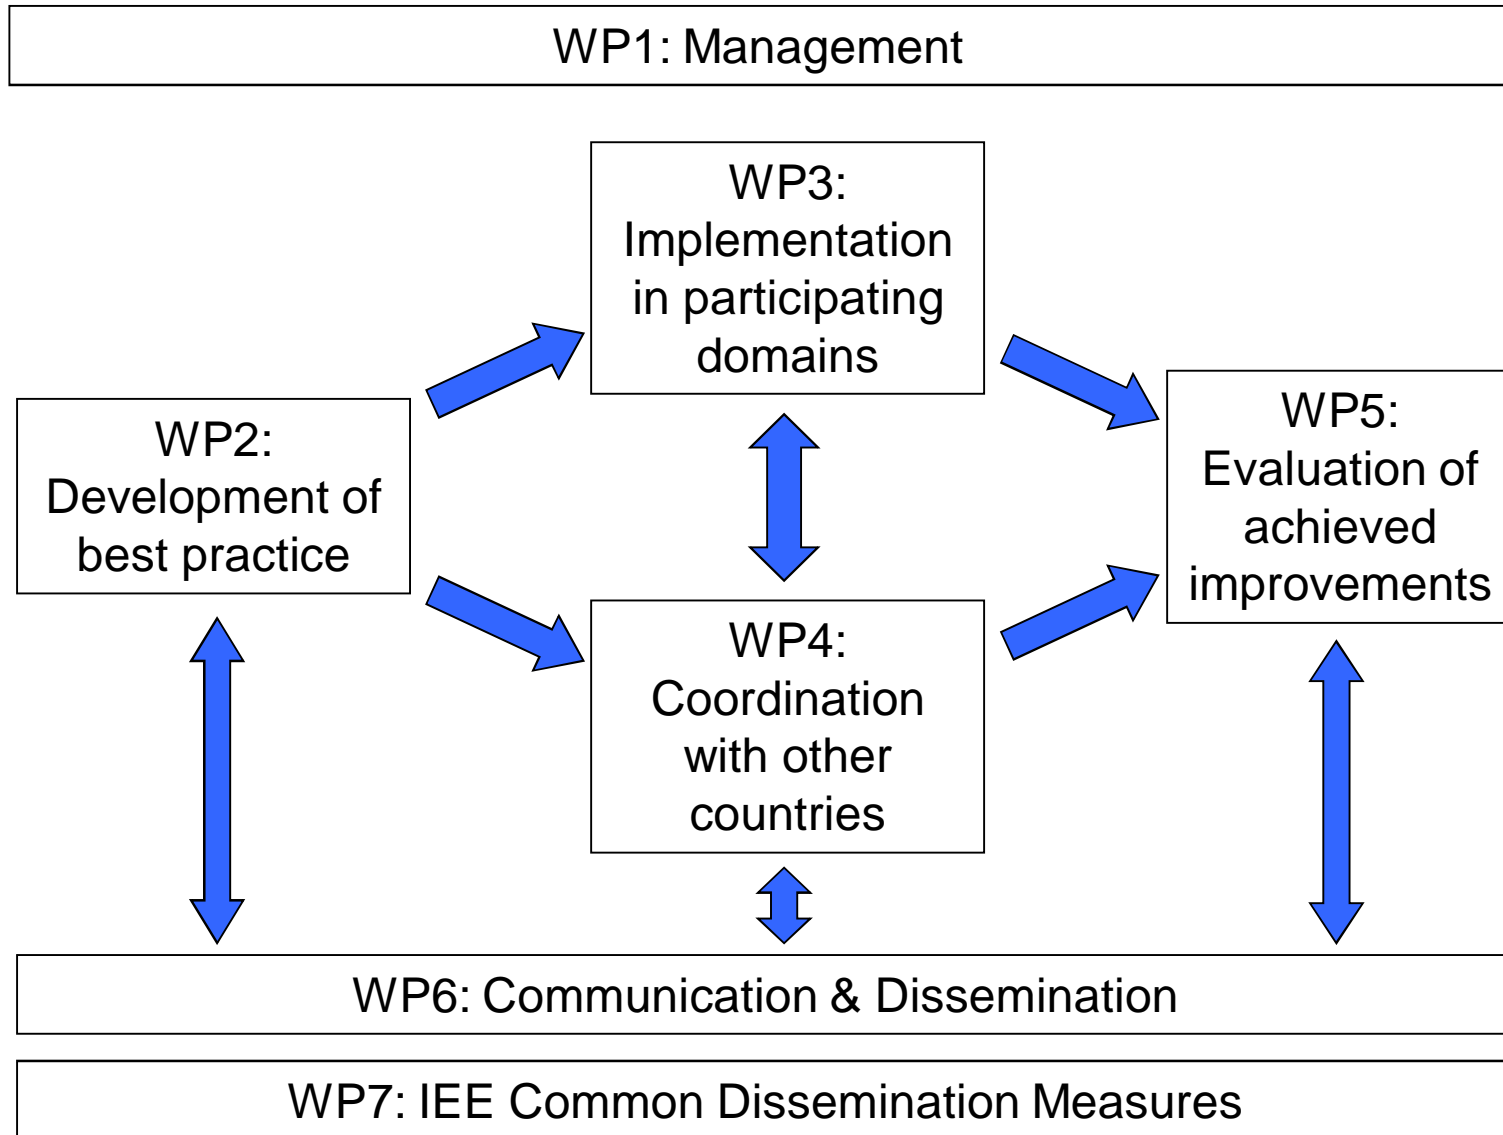 WP1: Management
WP3:
Implementation
in participating
domains
WP2:
Development of
best practice
WP5:
Evaluation of
achieved
improvements
WP4:
Coordination
with other
countries
WP6: Communication & Dissemination
WP7: IEE Common Dissemination Measures